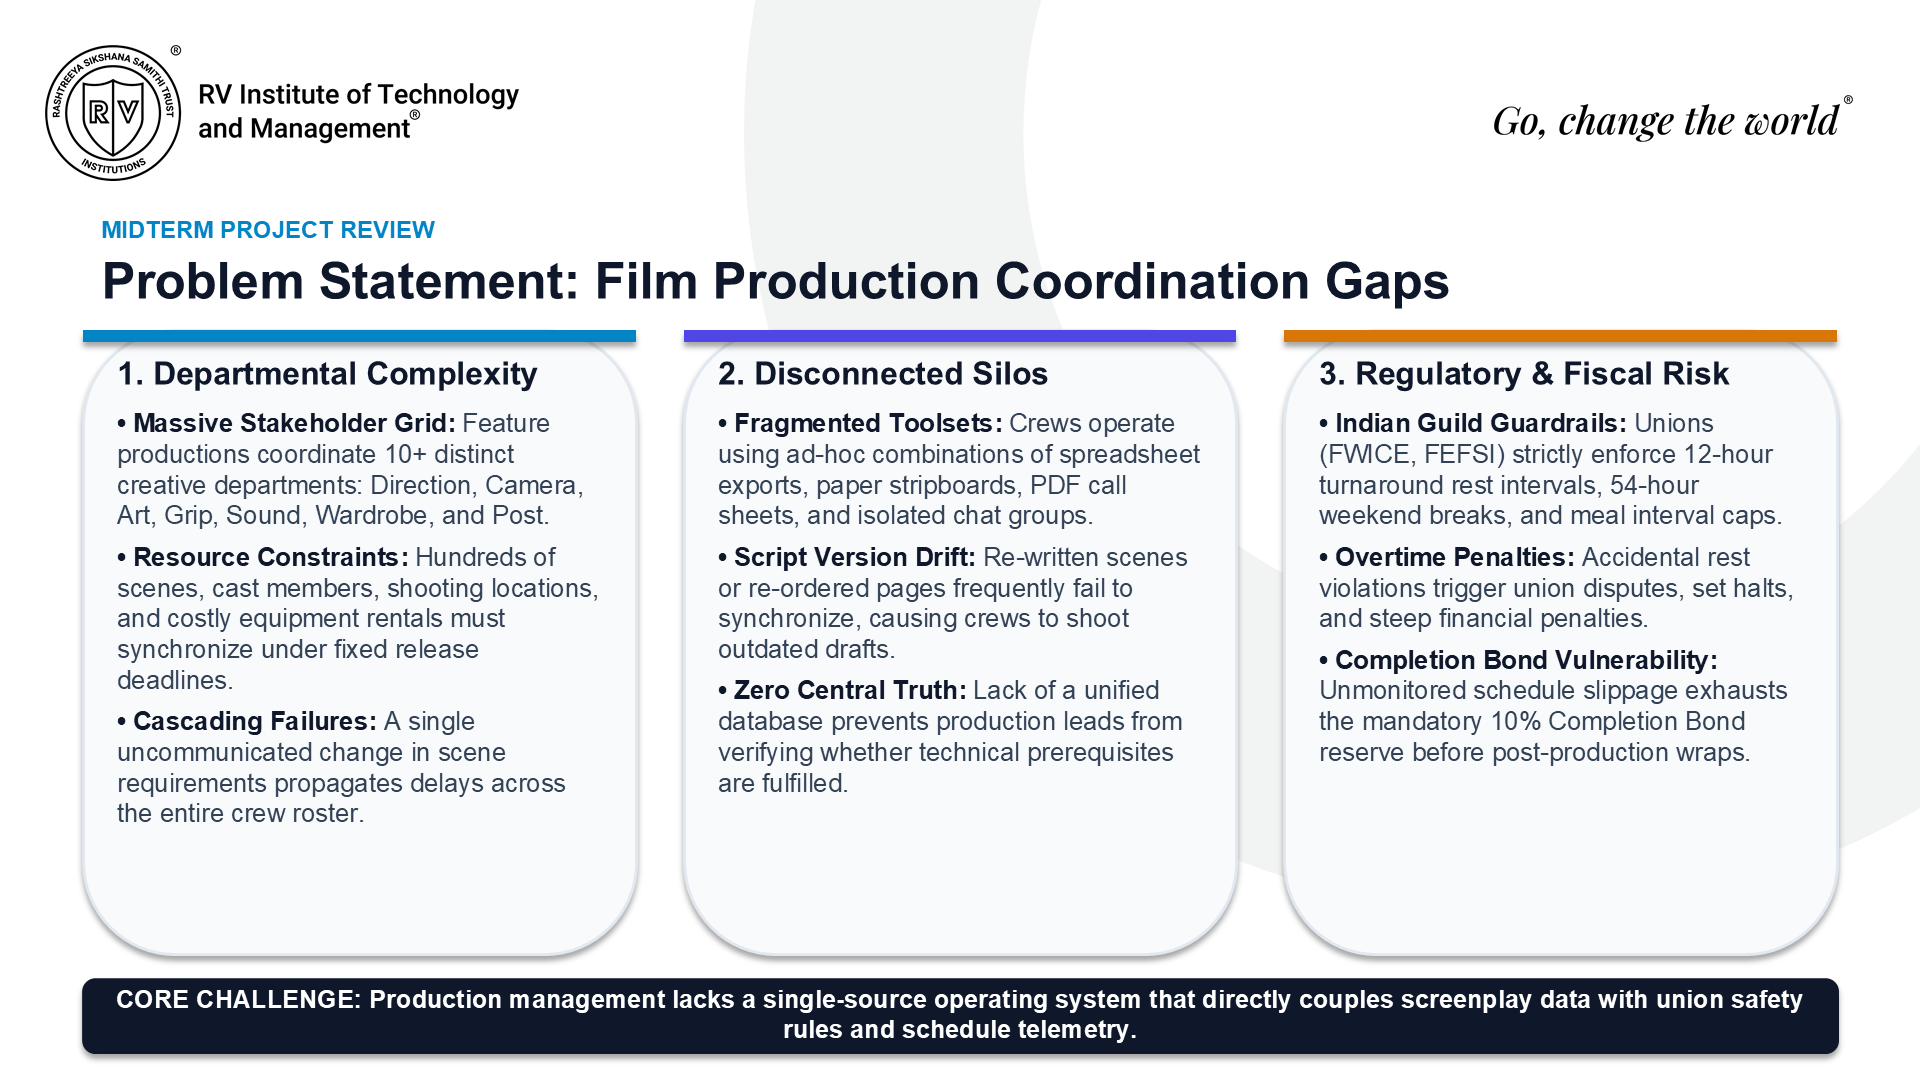 RASHTREEYA SIKSHANA SAMITHI TRUST
RV
INSTITUTIONS
®
RV Institute of Technology
and Management®
Go, change the world®
MIDTERM PROJECT REVIEW
Problem Statement: Film Production Coordination Gaps
1. Departmental Complexity
• Massive Stakeholder Grid: Feature
productions coordinate 10+ distinct
creative departments: Direction, Camera,
Art, Grip, Sound, Wardrobe, and Post.
• Resource Constraints: Hundreds of
scenes, cast members, shooting locations,
and costly equipment rentals must
synchronize under fixed release
deadlines.
• Cascading Failures: A single
uncommunicated change in scene
requirements propagates delays across
the entire crew roster.
2. Disconnected Silos
• Fragmented Toolsets: Crews operate
using ad-hoc combinations of spreadsheet
exports, paper stripboards, PDF call
sheets, and isolated chat groups.
• Script Version Drift: Re-written scenes
or re-ordered pages frequently fail to
synchronize, causing crews to shoot
outdated drafts.
• Zero Central Truth: Lack of a unified
database prevents production leads from
verifying whether technical prerequisites
are fulfilled.
3. Regulatory & Fiscal Risk
• Indian Guild Guardrails: Unions
(FWICE, FEFSI) strictly enforce 12-hour
turnaround rest intervals, 54-hour
weekend breaks, and meal interval caps.
• Overtime Penalties: Accidental rest
violations trigger union disputes, set halts,
and steep financial penalties.
• Completion Bond Vulnerability:
Unmonitored schedule slippage exhausts
the mandatory 10% Completion Bond
reserve before post-production wraps.
CORE CHALLENGE: Production management lacks a single-source operating system that directly couples screenplay data with union safety
rules and schedule telemetry.